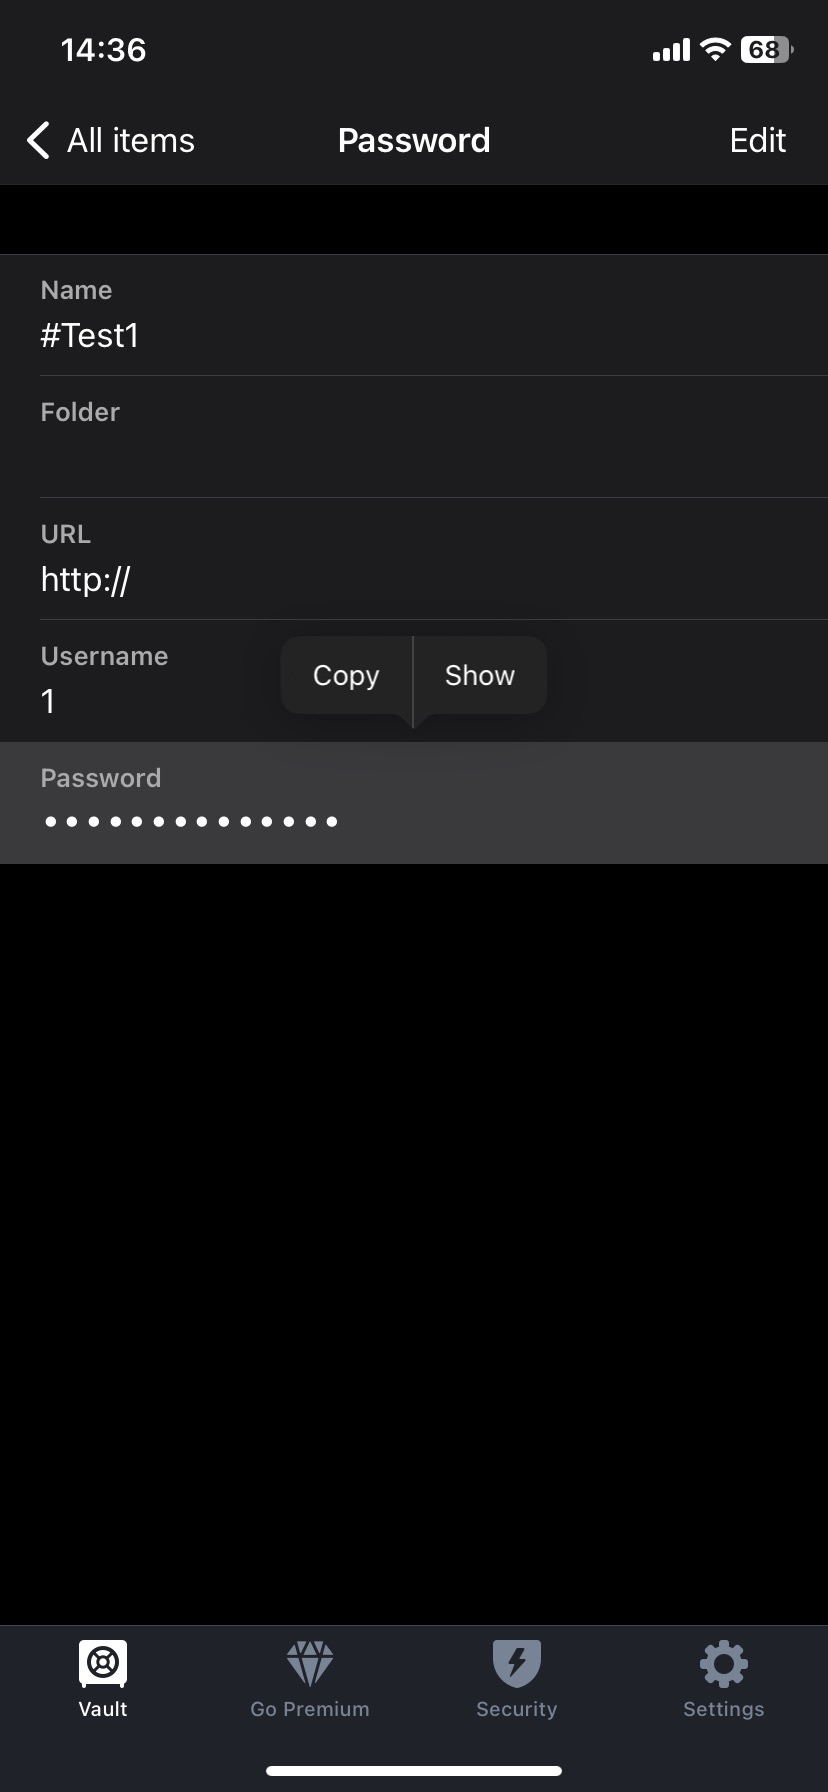 14:36
68
All items
Password
Edit
Name
#Test1
Folder
URL
http://
Username
1
Copy
Show
Password
••••••••••••••
Vault
Go Premium
Security
Settings